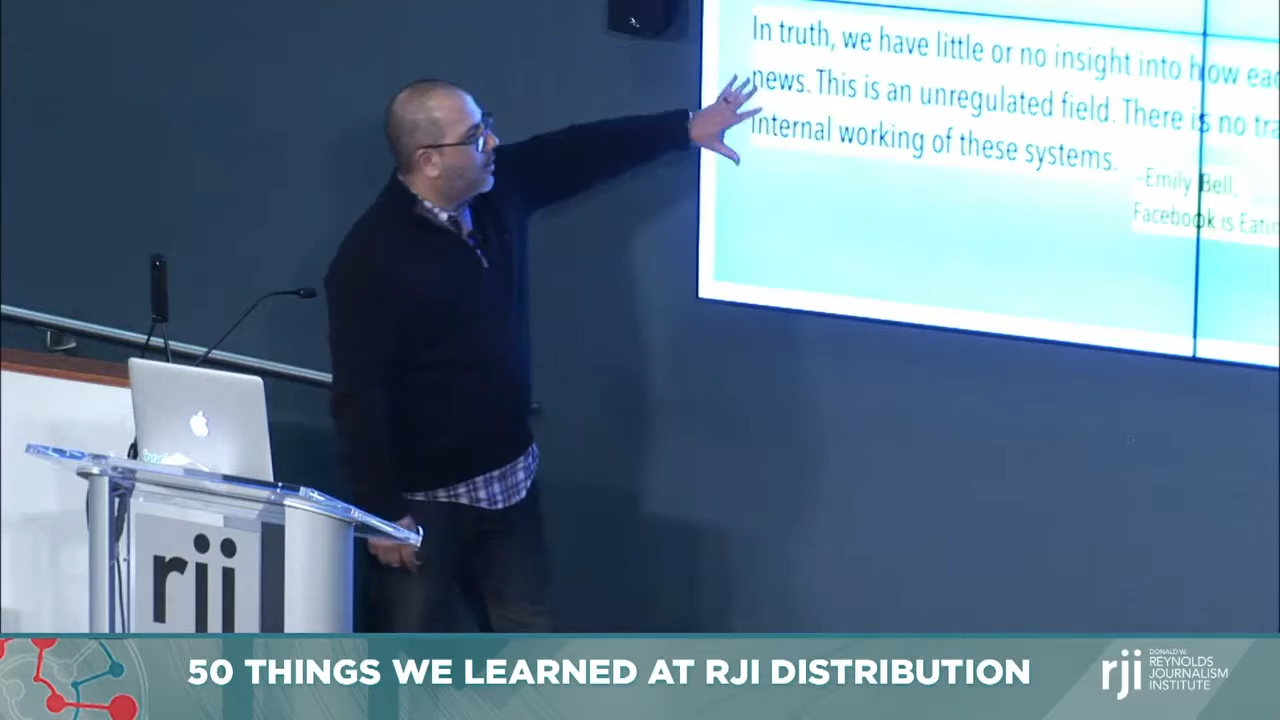 In truth, we have little or no insight into how eac
news. This is an unregulated field. There is no tra
internal working of these systems.
–Emily Bell,
Facebook is Eatin
rji
50 THINGS WE LEARNED AT RJI DISTRIBUTION
rji
DONALD W.
REYNOLDS
JOURNALISM
INSTITUTE